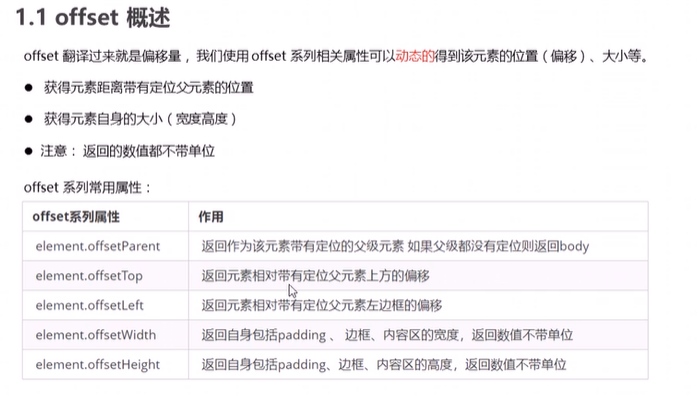 1.1 offset 概述
offset 翻译过来就是偏移量，我们使用 offset 系列相关属性可以动态的得到该元素的位置（偏移）、大小等。
● 获得元素距离带有定位父元素的位置
● 获得元素自身的大小（宽度高度）
● 注意：返回的数值都不带单位
offset 系列常用属性：
offset系列属性 作用
element.offsetParent 返回作为该元素带有定位的父级元素 如果父级都没有定位则返回body
element.offsetTop 返回元素相对带有定位父元素上方的偏移
element.offsetLeft 返回元素相对带有定位父元素左边框的偏移
element.offsetWidth 返回自身包括padding 、 边框、内容区的宽度，返回数值不带单位
element.offsetHeight 返回自身包括padding、边框、内容区的高度，返回数值不带单位